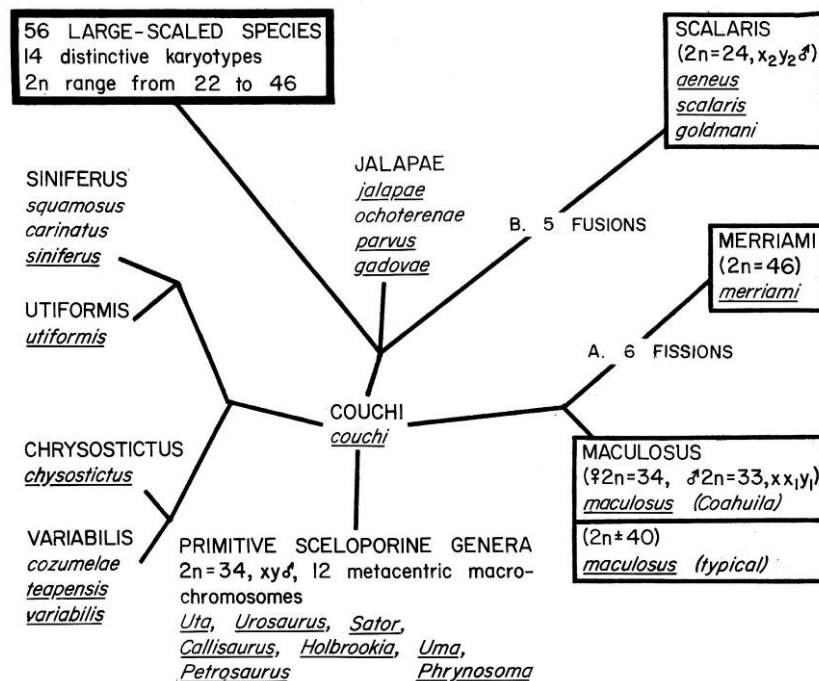 56 LARGE-SCALED SPECIES
14 distinctive karyotypes
2n range from 22 to 46
SCALARIS
(2n=24, x₂y₂♂)
aeneus
scalaris
goldmani
JALAPAE
jalapae
ochoterenae
parvus
gadovae
B. 5 FUSIONS
SINIFERUS
squamosus
carinatus
siniferus
UTIFORMIS
utiformis
MERRIAMI
(2n=46)
merriami
A. 6 FISSIONS
COUCHI
couchi
CHRYSOSTICTUS
chysostictus
VARIABILIS
cozumelae
teapensis
variabilis
MACULOSUS
(♀2n=34, ♂2n=33, xx₁y₁)
maculosus (Coahuila)
(2n±40)
maculosus (typical)
PRIMITIVE SCELOPORINE GENERA
2n=34, xy♂, 12 metacentric macro-
chromosomes
Uta, Urosaurus, Sator,
Callisaurus, Holbrookia, Uma,
Petrosaurus Phrynosoma